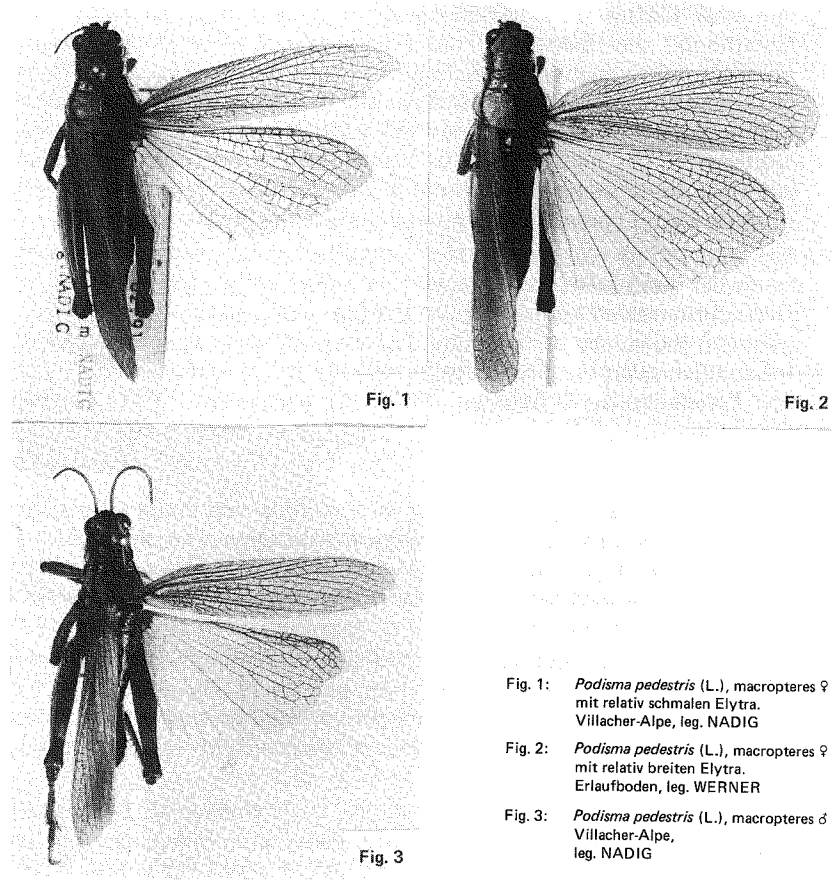 NADIG
m NADIG
Fig. 1
Fig. 2
Fig. 3
Fig. 1: Podisma pedestris (L.), macropteres ♀
mit relativ schmalen Elytra.
Villacher-Alpe, leg. NADIG
Fig. 2: Podisma pedestris (L.), macropteres ♀
mit relativ breiten Elytra.
Erlaufboden, leg. WERNER
Fig. 3: Podisma pedestris (L.), macropteres ♂
Villacher-Alpe,
leg. NADIG